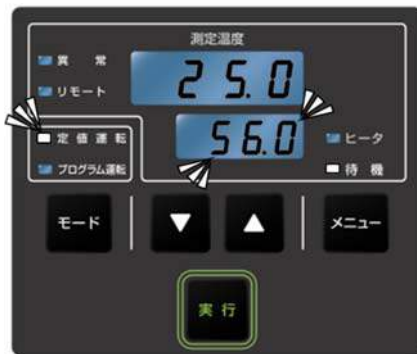 測定温度
異常
25.0
リモート
定値運転
56.0
ヒータ
プログラム運転
待機
モード
▼
▲
メニュー
実行